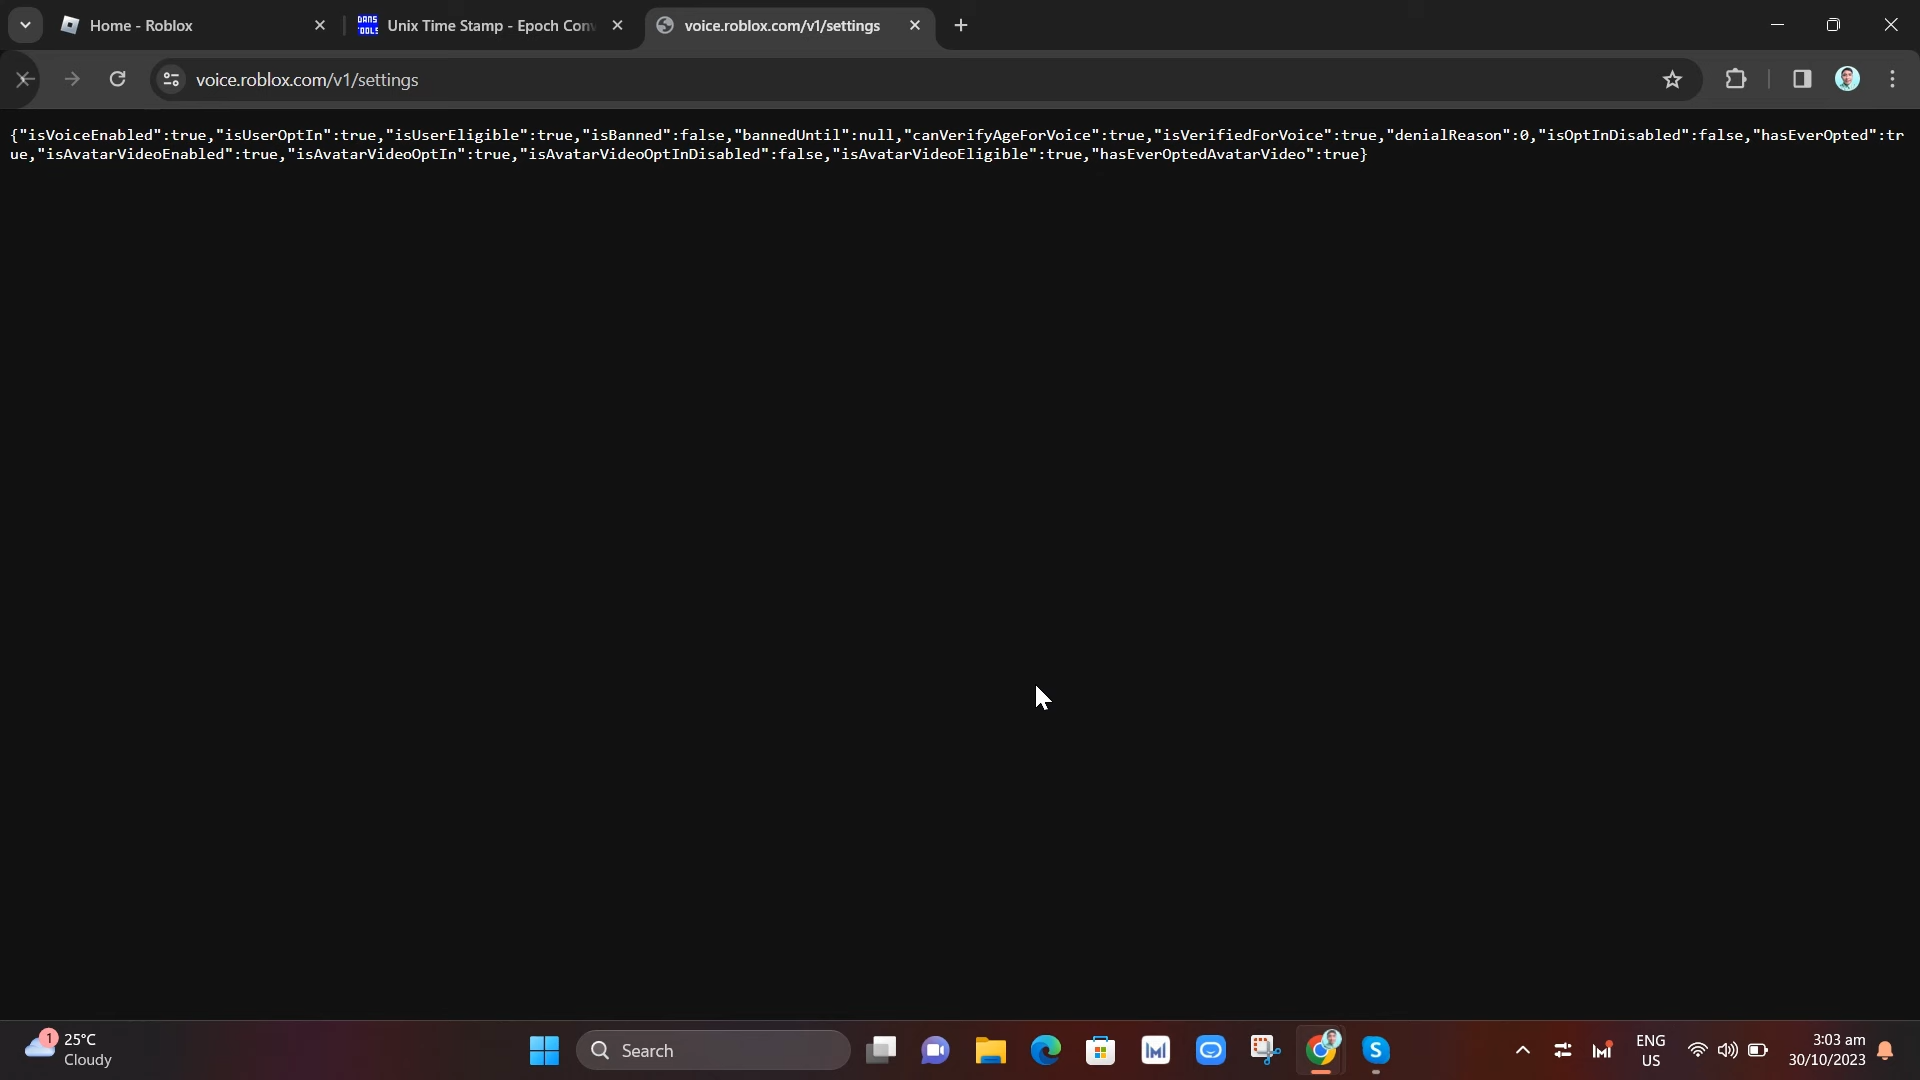 Home - Roblox
DANS TOOLS
Unix Time Stamp - Epoch Conv
voice.roblox.com/v1/settings
voice.roblox.com/v1/settings
{"isVoiceEnabled":true,"isUserOptIn":true,"isUserEligible":true,"isBanned":false,"bannedUntil":null,"canVerifyAgeForVoice":true,"isVerifiedForVoice":true,"denialReason":0,"isOptInDisabled":false,"hasEverOpted":tr
ue,"isAvatarVideoEnabled":true,"isAvatarVideoOptIn":true,"isAvatarVideoOptInDisabled":false,"isAvatarVideoEligible":true,"hasEverOptedAvatarVideo":true}
1
25°C
Cloudy
Search
S
ENG
US
3:03 am
30/10/2023